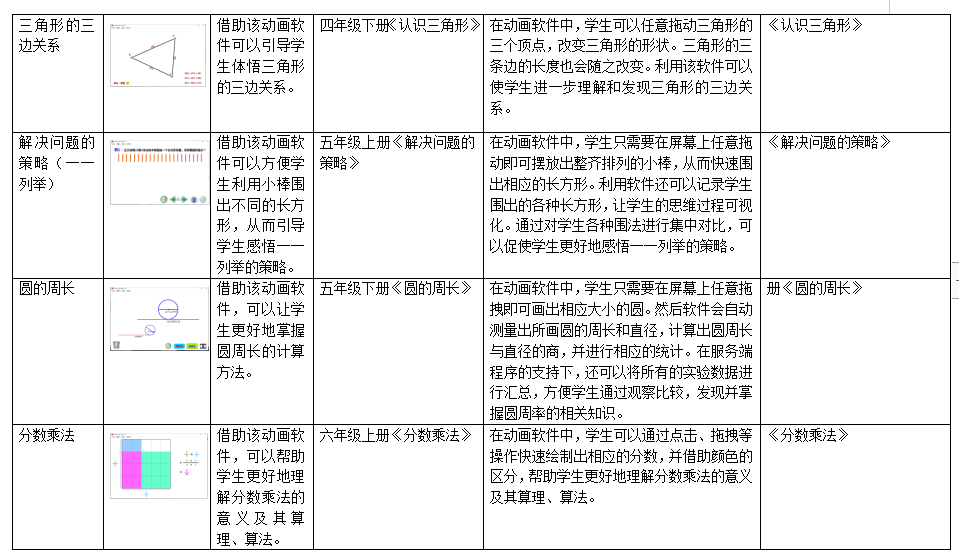 三角形的三
边关系
借助该动画软
件可以引导学
生体悟三角形
的三边关系。
四年级下册《认识三角形》
在动画软件中，学生可以任意拖动三角形的
三个顶点，改变三角形的形状。三角形的三
条边的长度也会随之改变。利用该软件可以
使学生进一步理解和发现三角形的三边关
系。
《认识三角形》
解决问题的
策略（一一
列举）
借助该动画软
件可以方便学
生利用小棒围
出不同的长方
形，从而引导
学生感悟一一
列举的策略。
五年级上册《解决问题的
策略》
在动画软件中，学生只需要在屏幕上任意拖
动即可摆放出整齐排列的小棒，从而快速围
出相应的长方形。利用软件还可以记录学生
围出的各种长方形，让学生的思维过程可视
化。通过对学生各种围法进行集中对比，可
以促使学生更好地感悟一一列举的策略。
《解决问题的策略》
圆的周长
借助该动画软
件，可以让学
生更好地掌握
圆周长的计算
方法。
五年级下册《圆的周长》
在动画软件中，学生只需要在屏幕上任意拖
拽即可画出相应大小的圆。然后软件会自动
测量出所画圆的周长和直径，计算出圆周长
与直径的商，并进行相应的统计。在服务端
程序的支持下，还可以将所有的实验数据进
行汇总，方便学生通过观察比较，发现并掌
握圆周率的相关知识。
册《圆的周长》
分数乘法
借助该动画软
件，可以帮助
学生更好地理
解分数乘法的
意义及其算
理、算法。
六年级上册《分数乘法》
在动画软件中，学生可以通过点击、拖拽等
操作快速绘制出相应的分数，并借助颜色的
区分，帮助学生更好地理解分数乘法的意义
及其算理、算法。
《分数乘法》